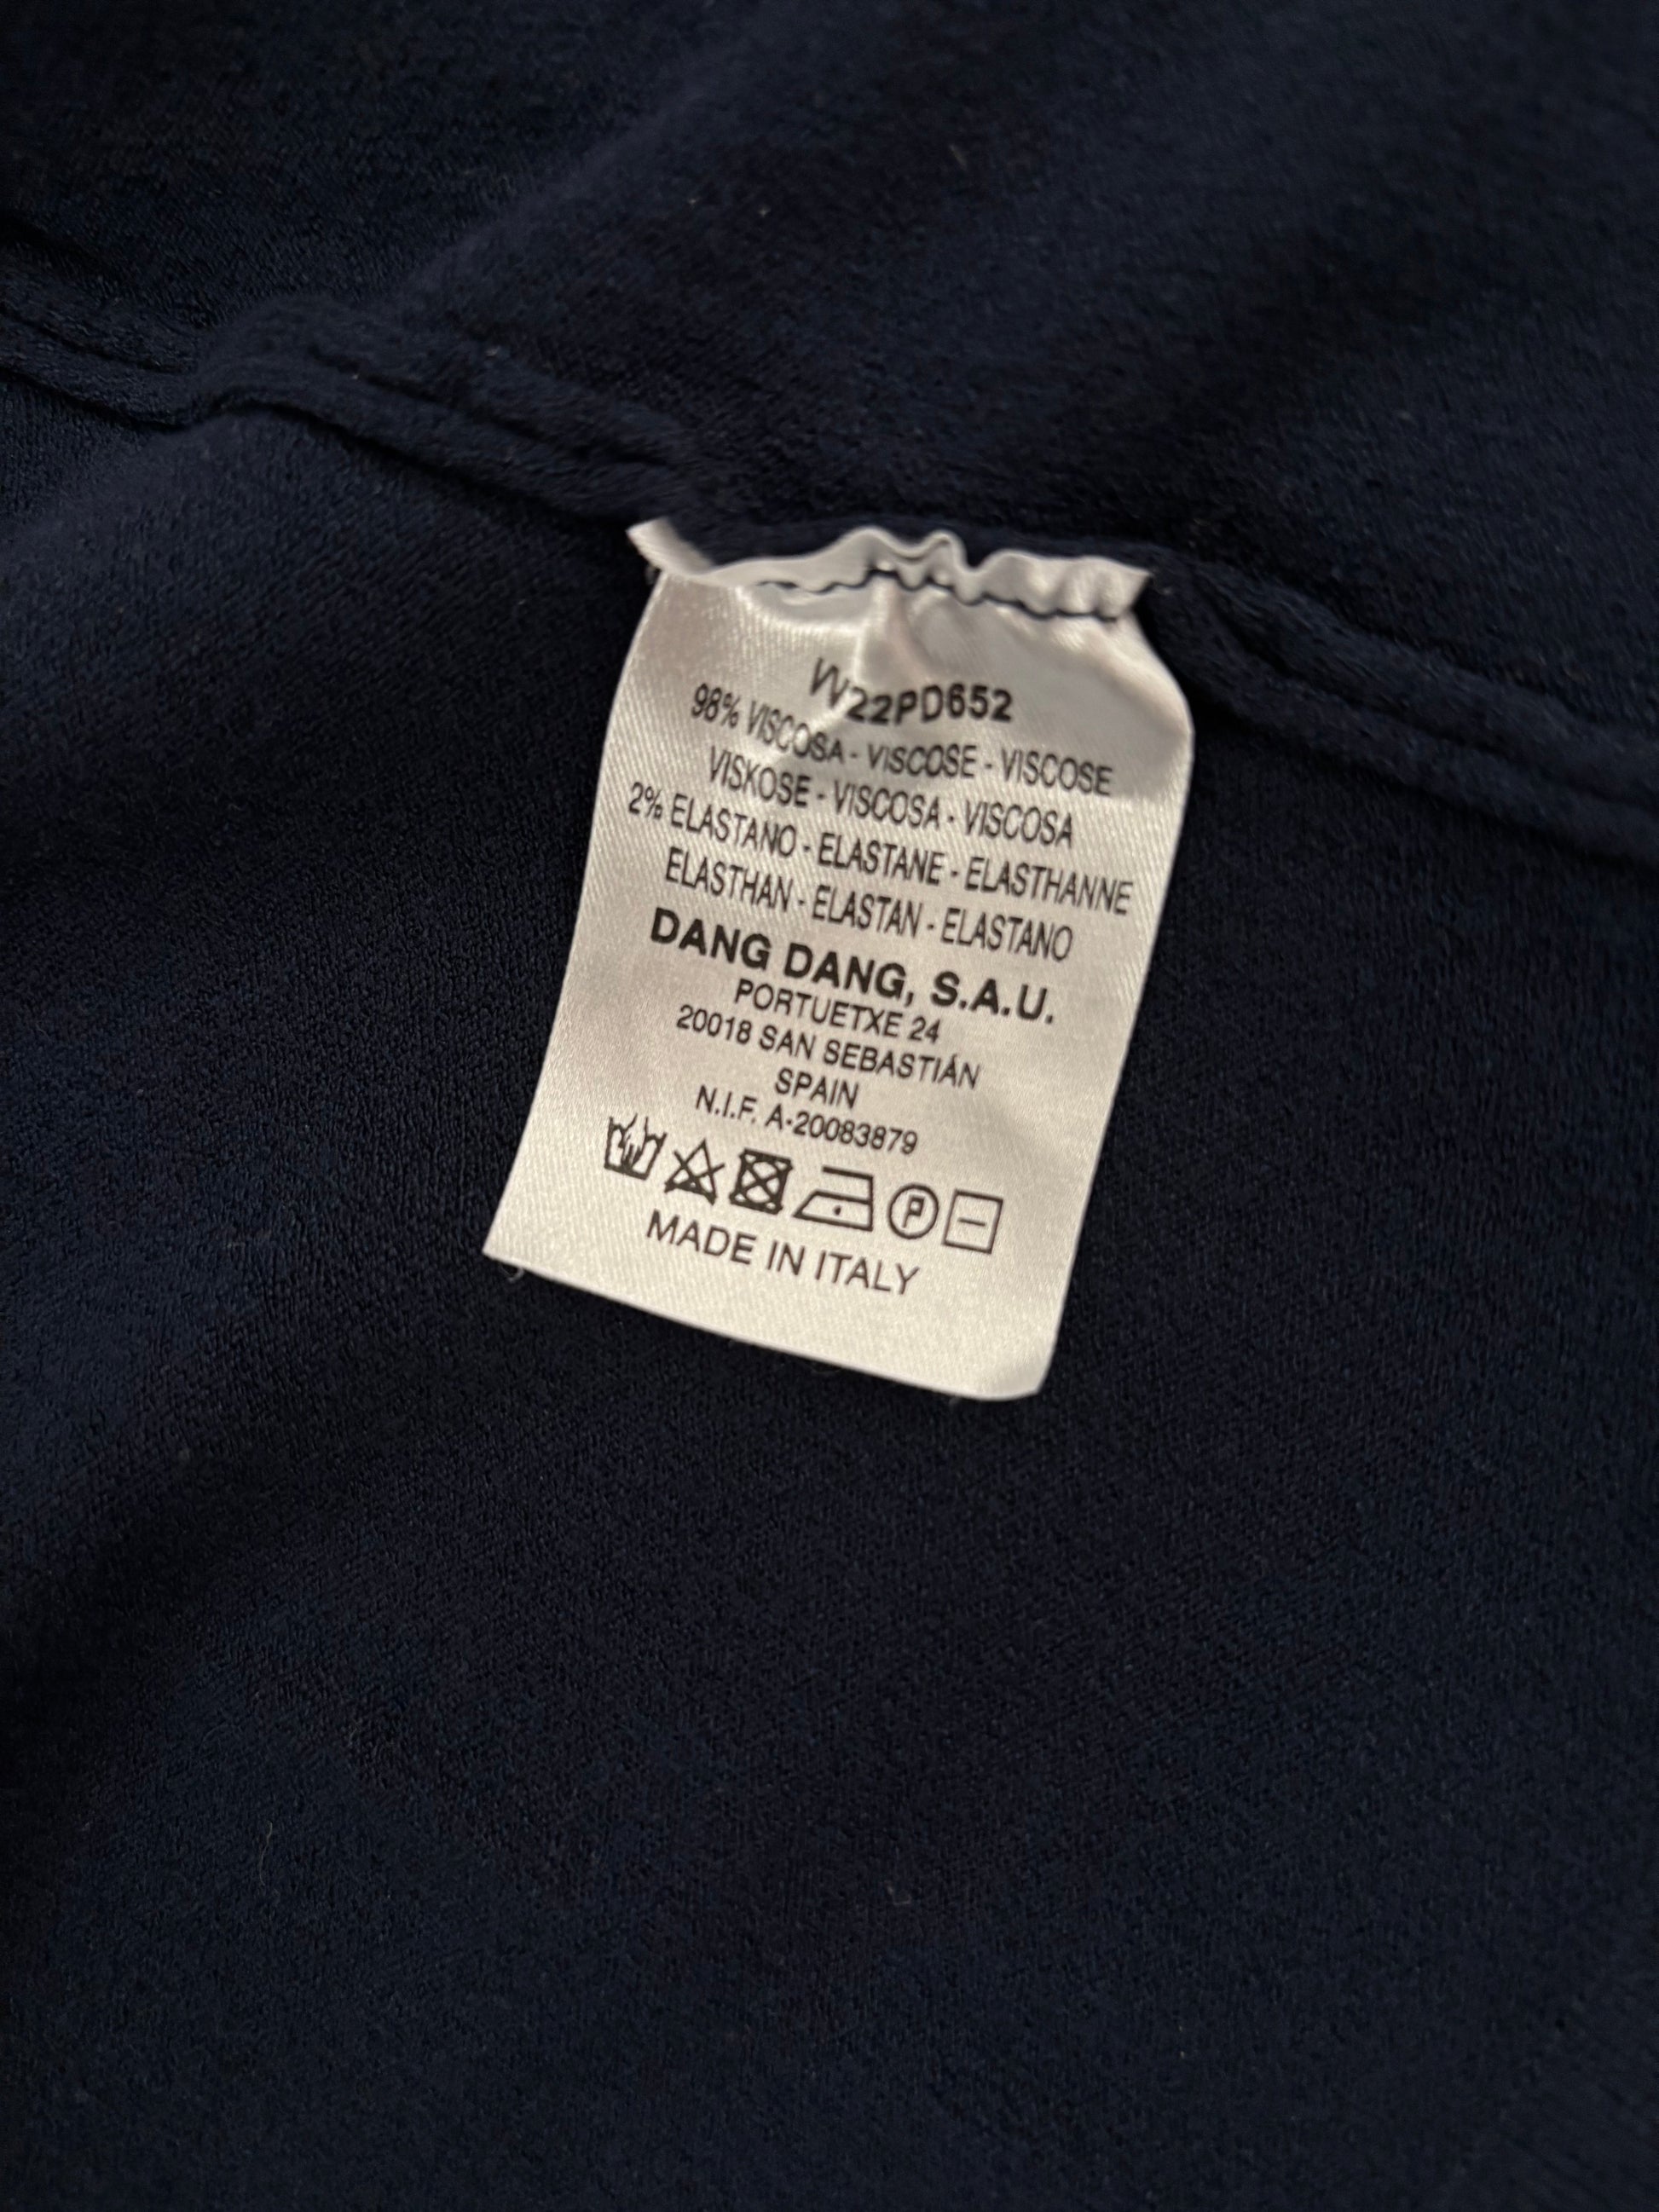 W22PD652
98% VISCOSA - VISCOSE - VISCOSE
VISKOSE - VISCOSA - VISCOSA
2% ELASTANO - ELASTANE - ELASTHANNE
ELASTHAN - ELASTAN - ELASTANO
DANG DANG, S.A.U.
PORTUETXE 24
20018 SAN SEBASTIÁN
SPAIN
N.I.F. A-20083879
P
MADE IN ITALY